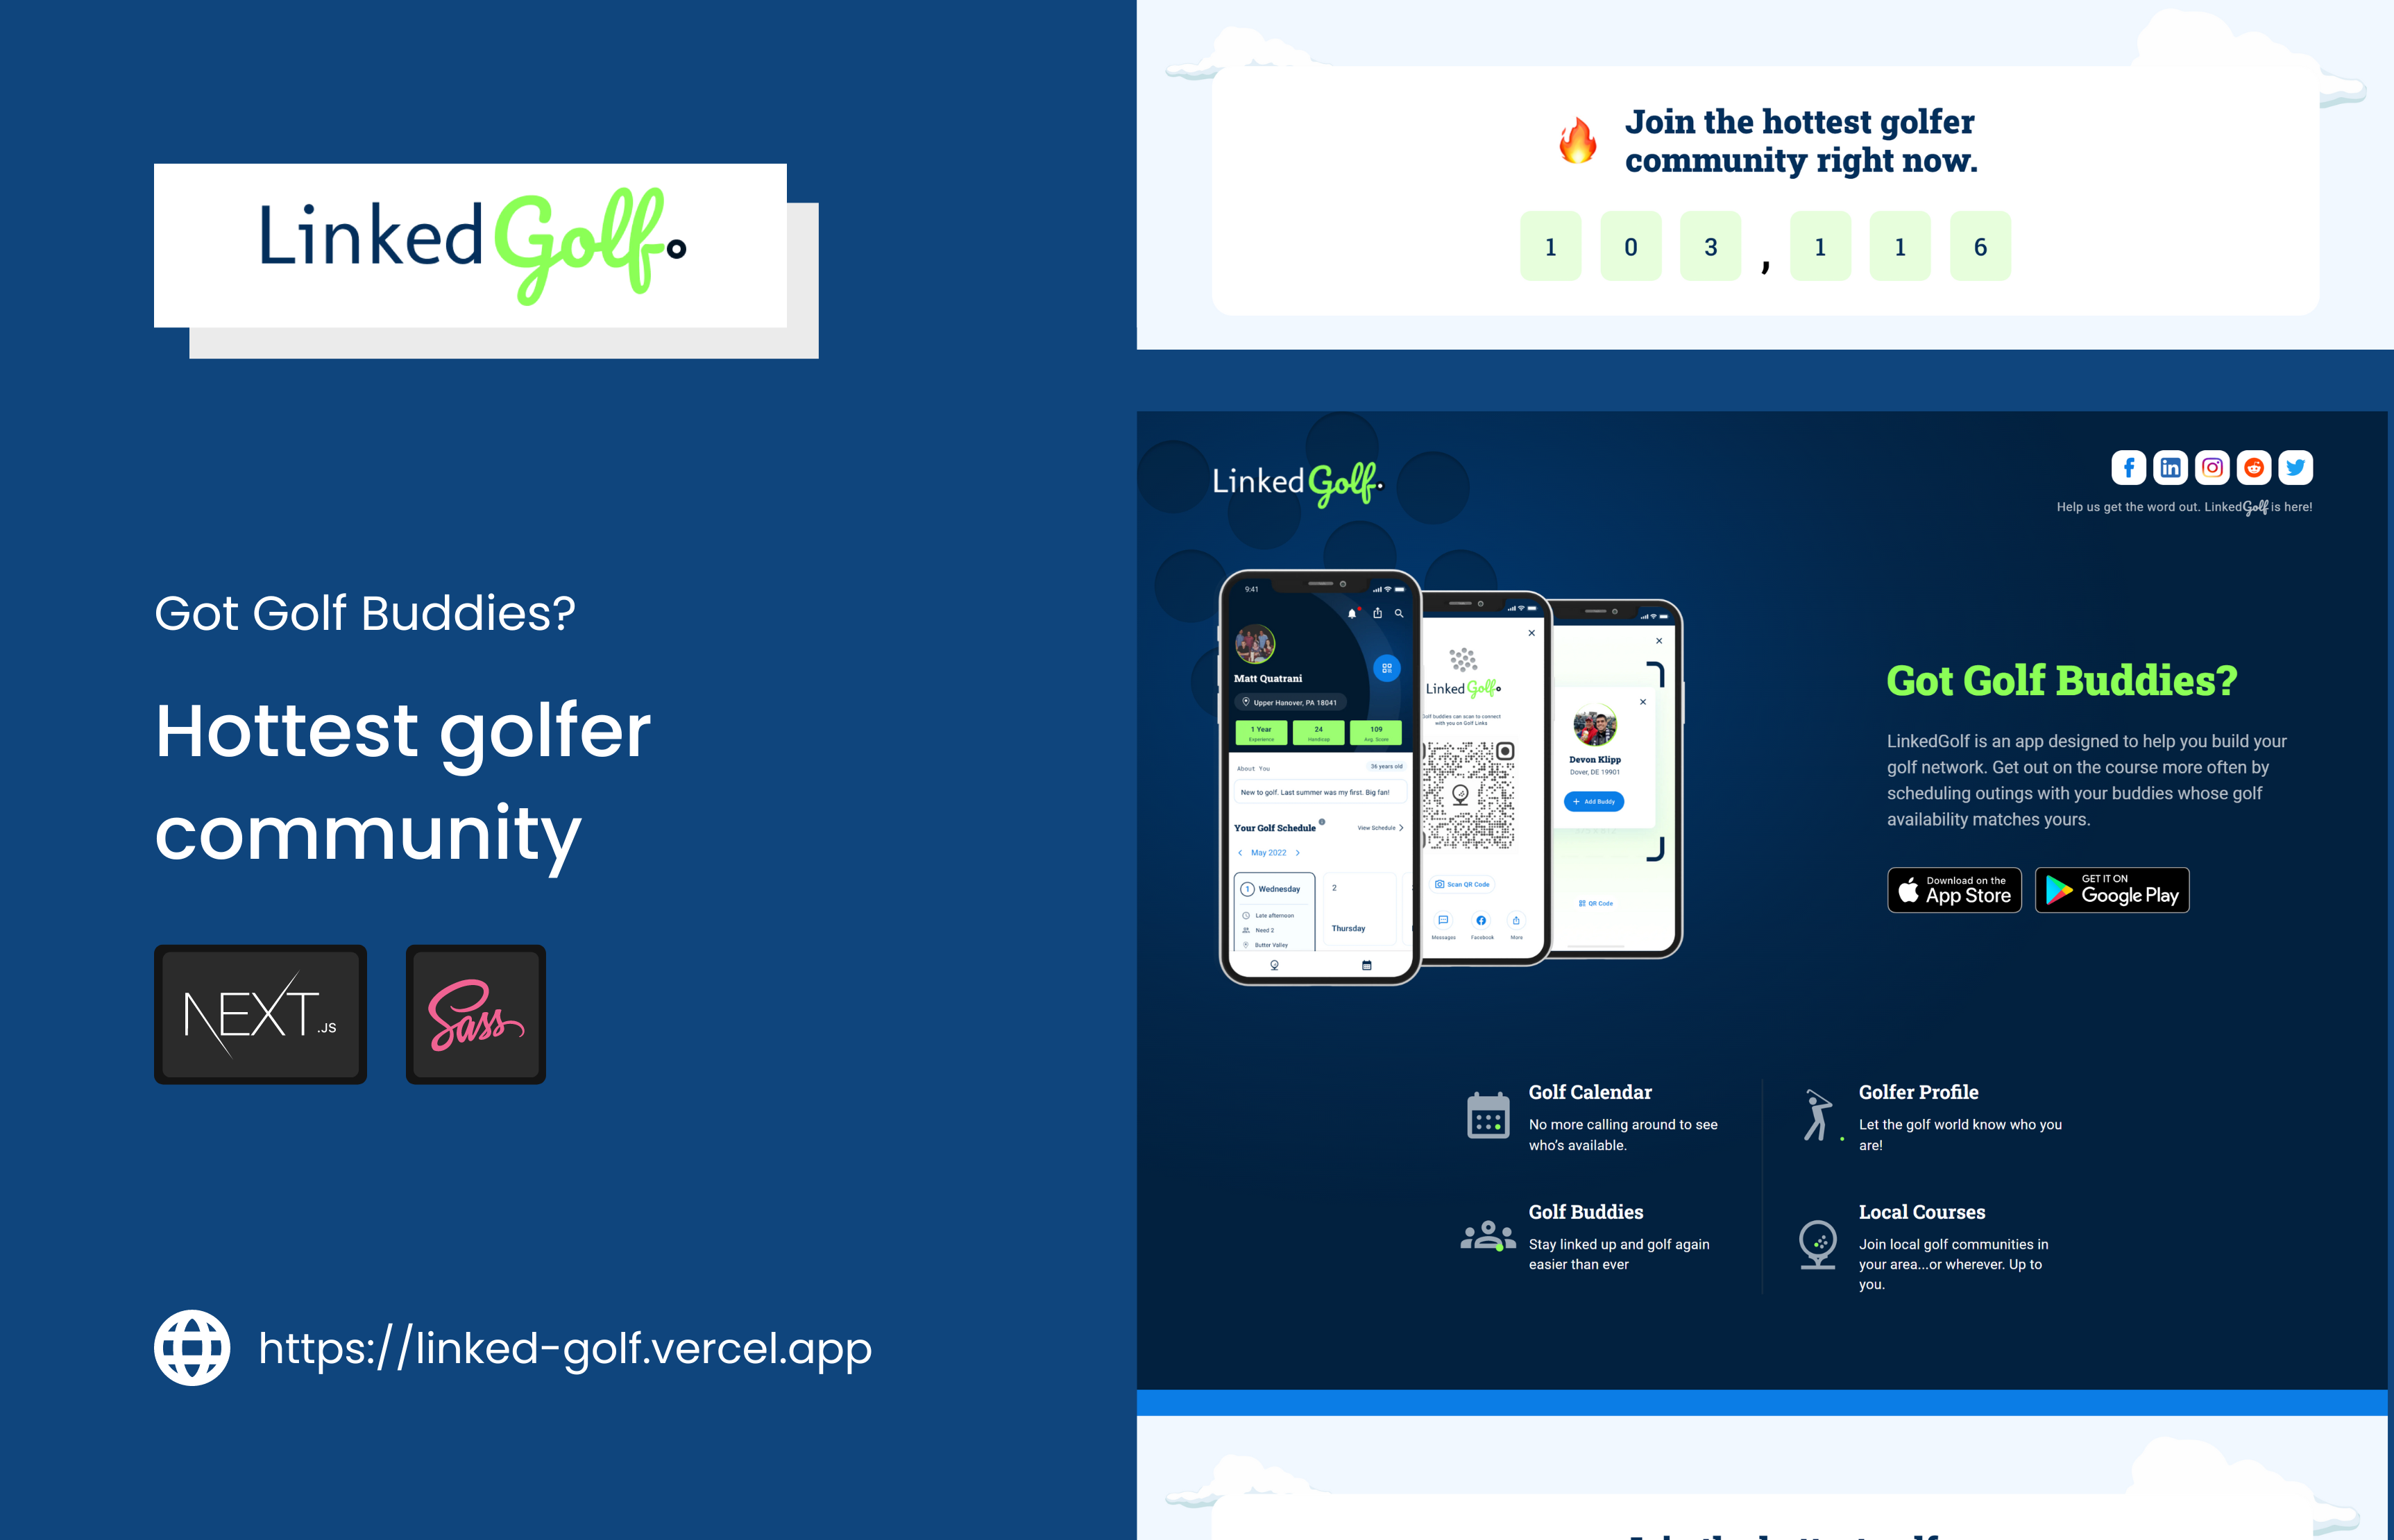 LinkedGolf
Got Golf Buddies?
Hottest golfer
community
NEXT.JS
Sass
https://linked-golf.vercel.app
Join the hottest golfer
community right now.
1 0 3 , 1 1 6
LinkedGolf
Help us get the word out. LinkedGolf is here!
9:41
Matt Quatrani
Upper Hanover, PA 18041
1 Year 24 109
Experience Handicap Avg. Score
About You 36 years old
New to golf. Last summer was my first. Big fan!
Your Golf Schedule View Schedule
May 2022
1 Wednesday
Late afternoon
Need 2
Butter Valley
2
Thursday
LinkedGolf
Golf buddies can scan to connect
with you on Golf Links
Scan QR Code
Messages Facebook More
Devon Klipp
Dover, DE 19901
+ Add Buddy
QR Code
Got Golf Buddies?
LinkedGolf is an app designed to help you build your
golf network. Get out on the course more often by
scheduling outings with your buddies whose golf
availability matches yours.
Download on the
App Store
GET IT ON
Google Play
Golf Calendar
No more calling around to see
who's available.
Golfer Profile
Let the golf world know who you
are!
Golf Buddies
Stay linked up and golf again
easier than ever
Local Courses
Join local golf communities in
your area...or wherever. Up to
you.